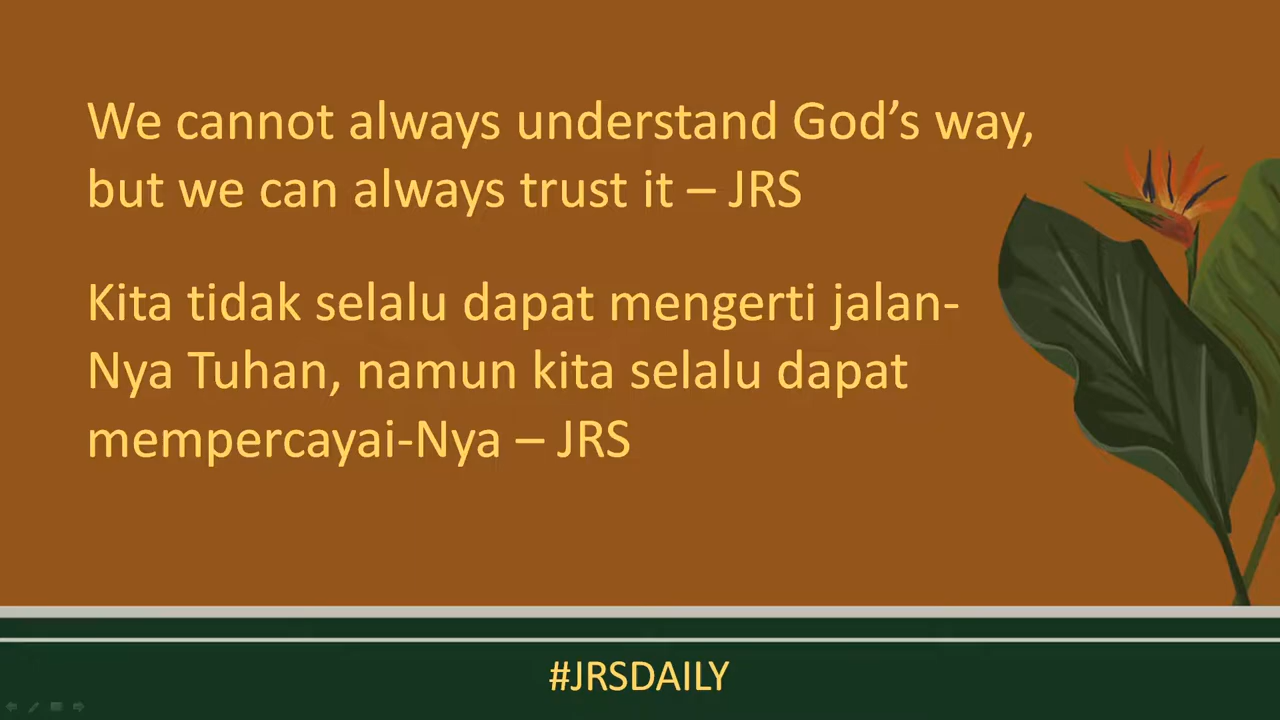 We cannot always understand God’s way,
but we can always trust it – JRS
Kita tidak selalu dapat mengerti jalan-
Nya Tuhan, namun kita selalu dapat
mempercayai-Nya – JRS
#JRSDAILY